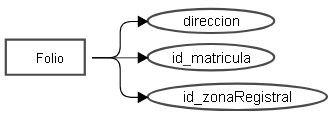 direccion
Folio
id_matricula
id_zonaRegistral